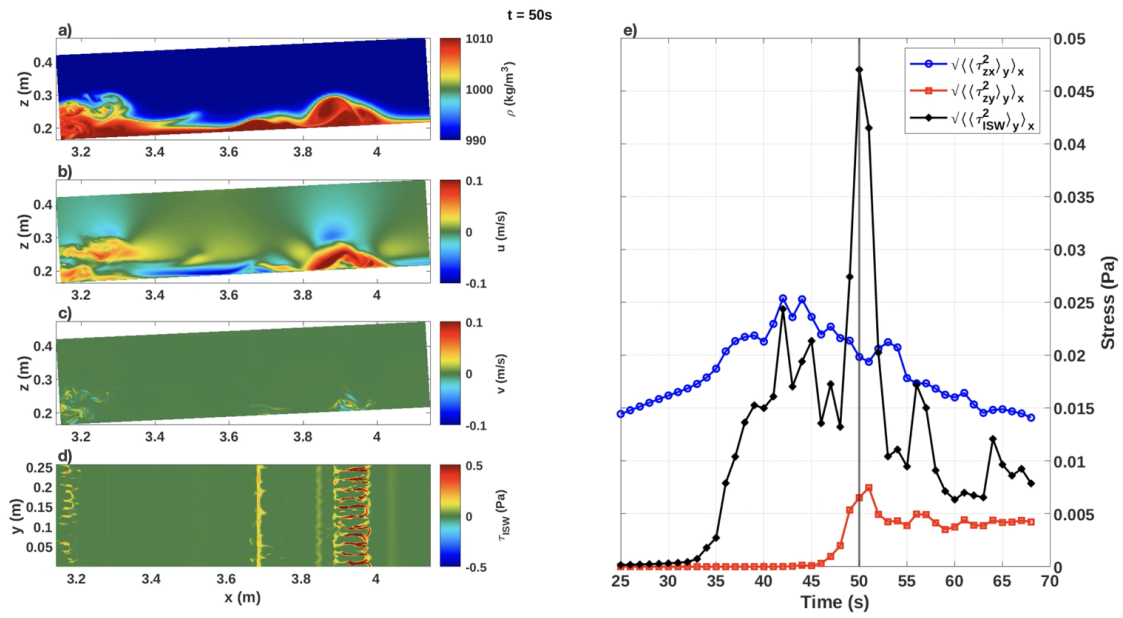 t = 50s
a)
1010
1000
990
ρ (kg/m³)
z (m)
0.4
0.3
0.2
3.2 3.4 3.6 3.8 4
b)
0.1
0
-0.1
u (m/s)
z (m)
0.4
0.3
0.2
3.2 3.4 3.6 3.8 4
c)
0.1
0
-0.1
v (m/s)
z (m)
0.4
0.3
0.2
3.2 3.4 3.6 3.8 4
d)
0.5
0
-0.5
τ_ISW (Pa)
y (m)
0.25
0.2
0.15
0.1
0.05
3.2 3.4 3.6 3.8 4
x (m)
e)
√⟨⟨τ²_zx⟩_y⟩_x
√⟨⟨τ²_zy⟩_y⟩_x
√⟨⟨τ²_ISW⟩_y⟩_x
0.05
0.045
0.04
0.035
0.03
0.025
0.02
0.015
0.01
0.005
0
Stress (Pa)
25 30 35 40 45 50 55 60 65 70
Time (s)